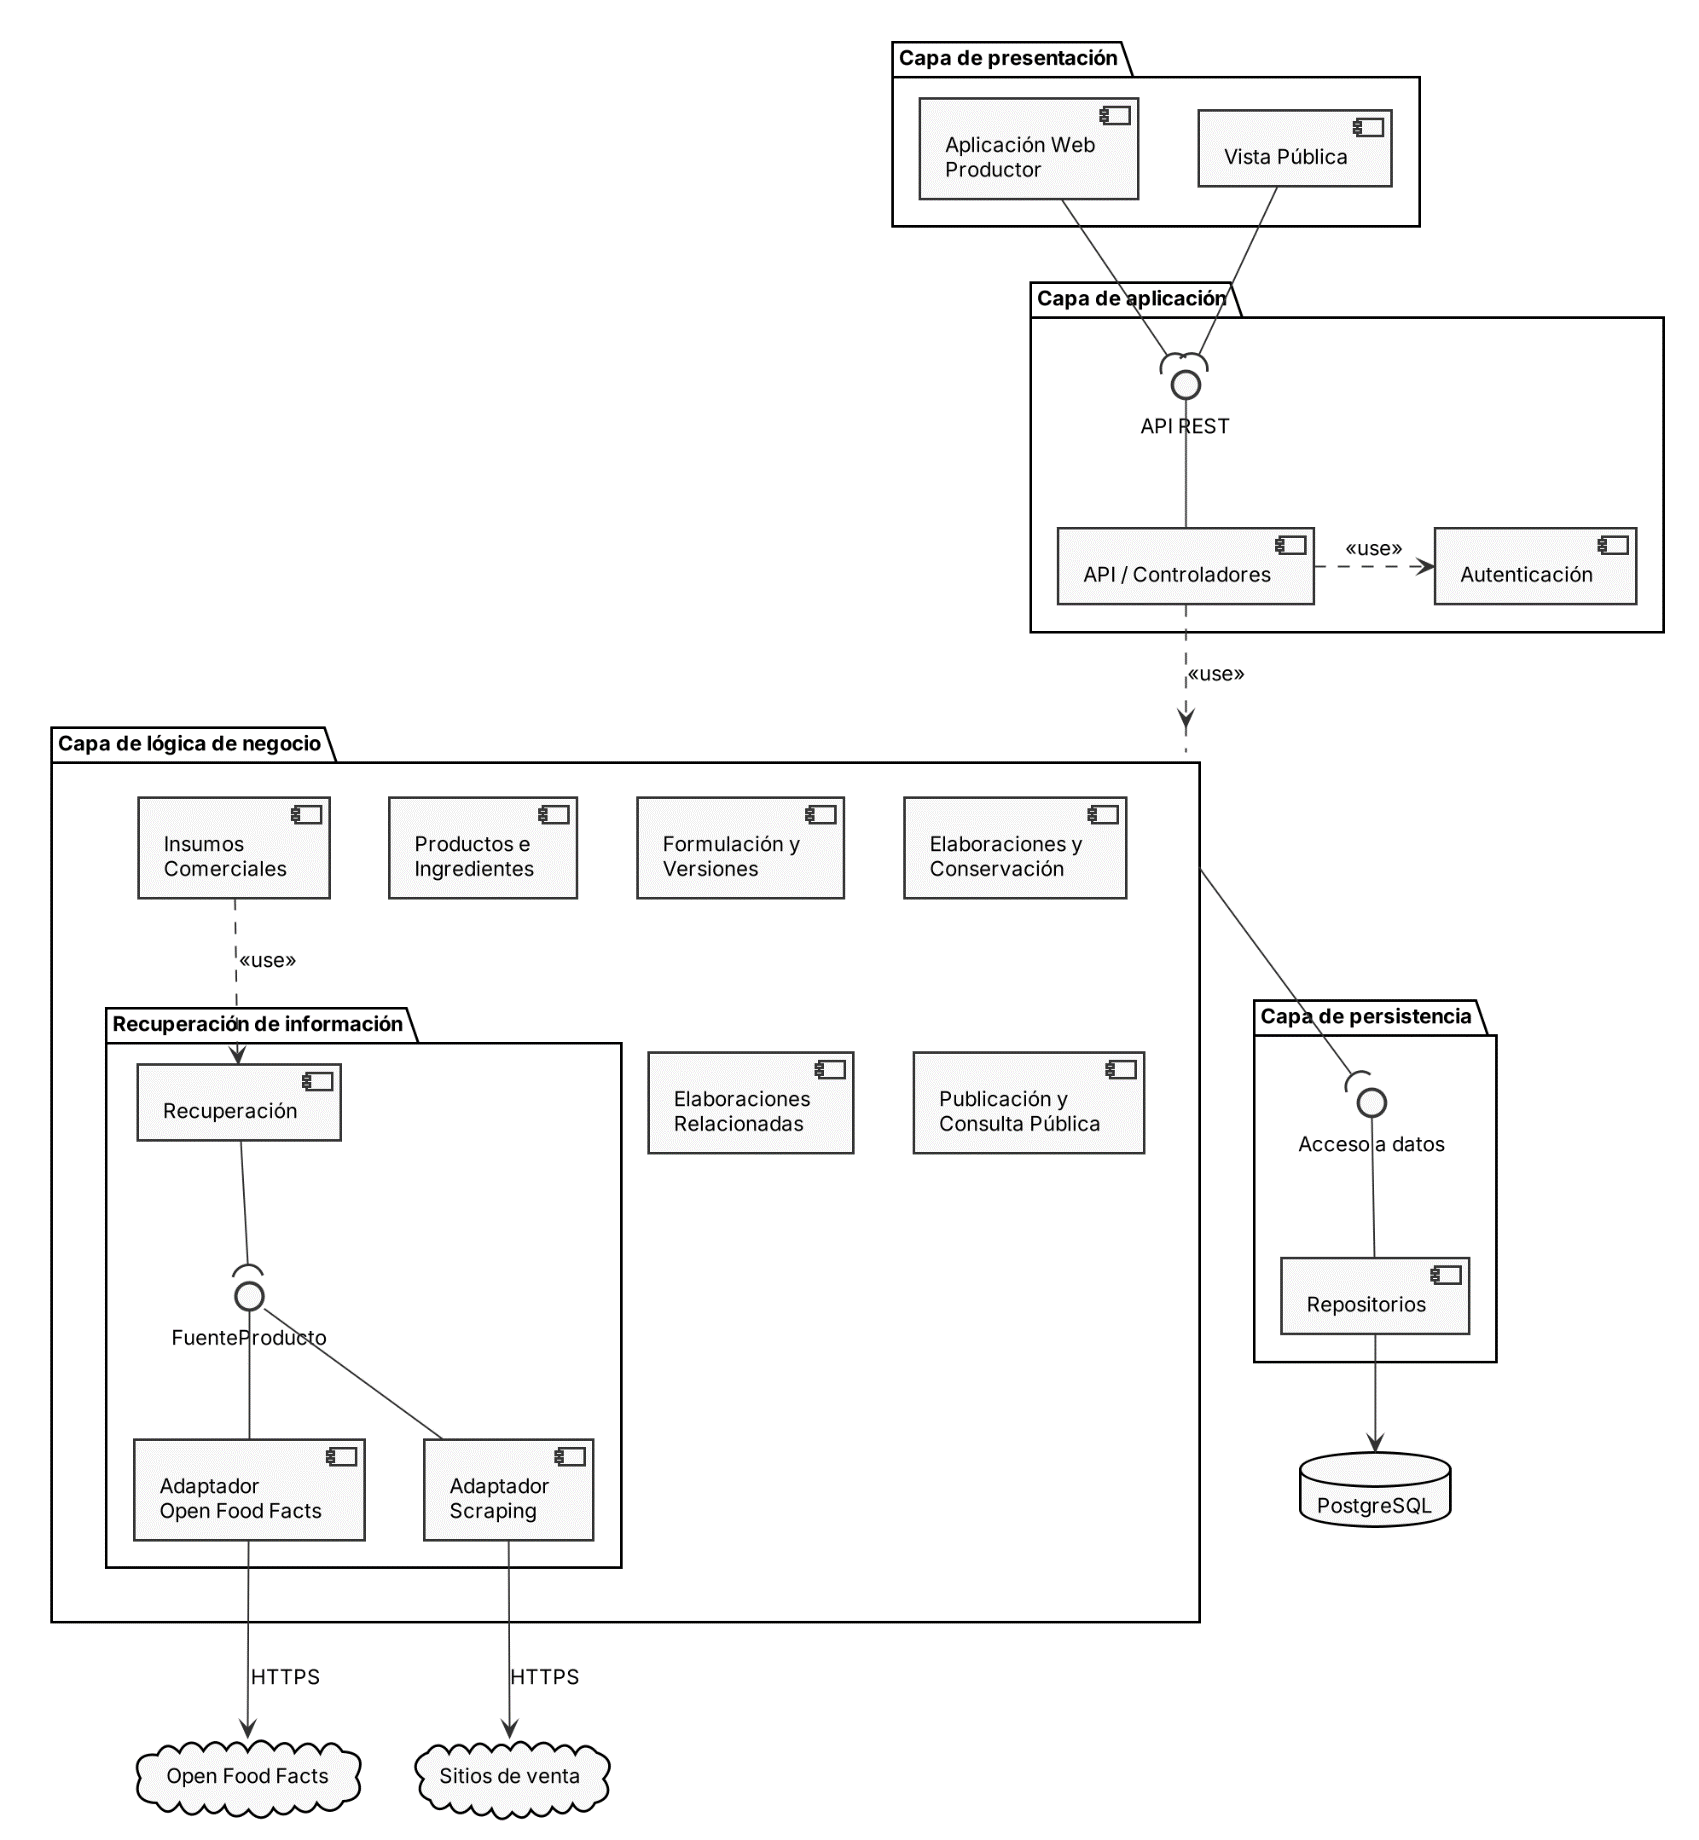 Capa de presentación
Aplicación Web
Productor
Vista Pública
Capa de aplicación
API REST
API / Controladores
«use»
Autenticación
«use»
Capa de lógica de negocio
Insumos
Comerciales
Productos e
Ingredientes
Formulación y
Versiones
Elaboraciones y
Conservación
«use»
Recuperación de información
Recuperación
Elaboraciones
Relacionadas
Publicación y
Consulta Pública
Capa de persistencia
Acceso a datos
Repositorios
FuenteProducto
Adaptador
Open Food Facts
Adaptador
Scraping
PostgreSQL
HTTPS
HTTPS
Open Food Facts
Sitios de venta